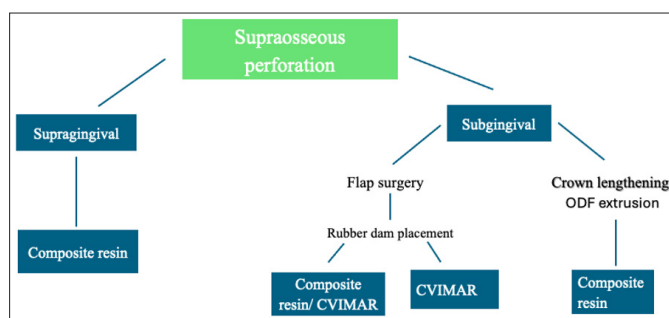 Supraosseous
perforation
Supragingival
Subgingival
Flap surgery
Crown lengthening
ODF extrusion
Rubber dam placement
Composite resin
Composite
resin/ CVIMAR
CVIMAR
Composite
resin